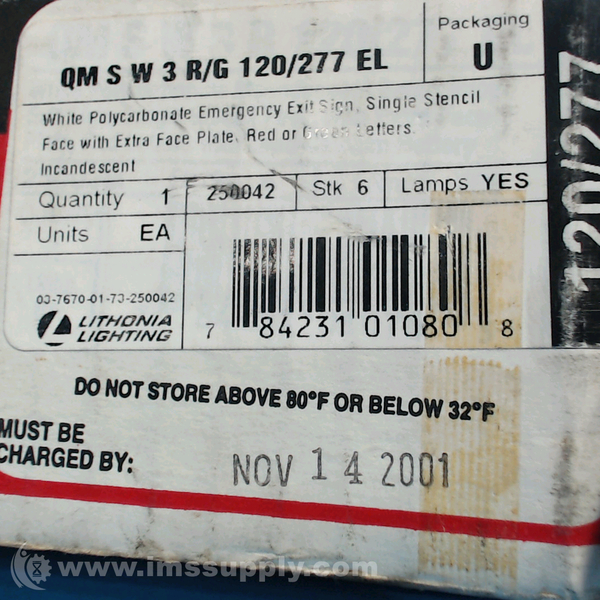 Packaging
QM S W 3 R/G 120/277 EL
U
White Polycarbonate Emergency Exit Sign, Single Stencil
Face with Extra Face Plate, Red or Green Letters.
Incandescent
Quantity 1
250042
Stk 6
Lamps YES
Units EA
03-7670-01-73-250042
LITHONIA
LIGHTING
7 84231 01080 8
120/277
DO NOT STORE ABOVE 80°F OR BELOW 32°F
MUST BE
CHARGED BY:
NOV 14 2001
www.imssupply.com